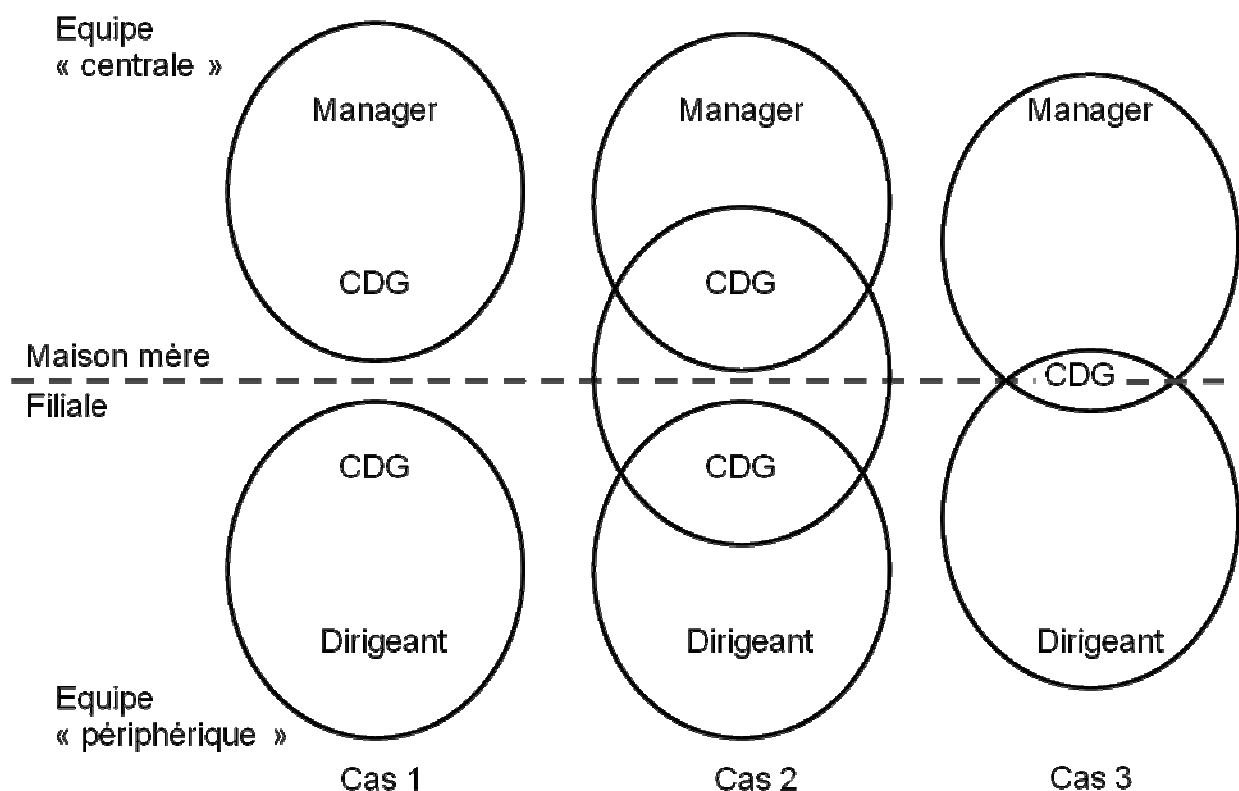 Equipe
« centrale »
Manager
Manager
Manager
CDG
CDG
Maison mère
CDG
Filiale
CDG
CDG
Dirigeant
Dirigeant
Dirigeant
Equipe
« périphérique »
Cas 1
Cas 2
Cas 3